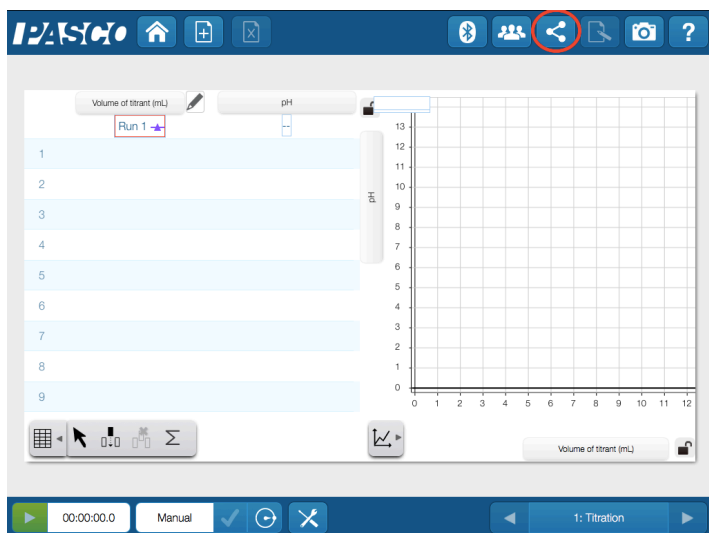 PASCO
?
Volume of titrant (mL)
pH
Run 1
--
1
2
3
4
5
6
7
8
9
pH
13
12
11
10
9
8
7
6
5
4
3
2
1
0
0 1 2 3 4 5 6 7 8 9 10 11 12
Volume of titrant (mL)
Σ
00:00:00.0
Manual
1: Titration